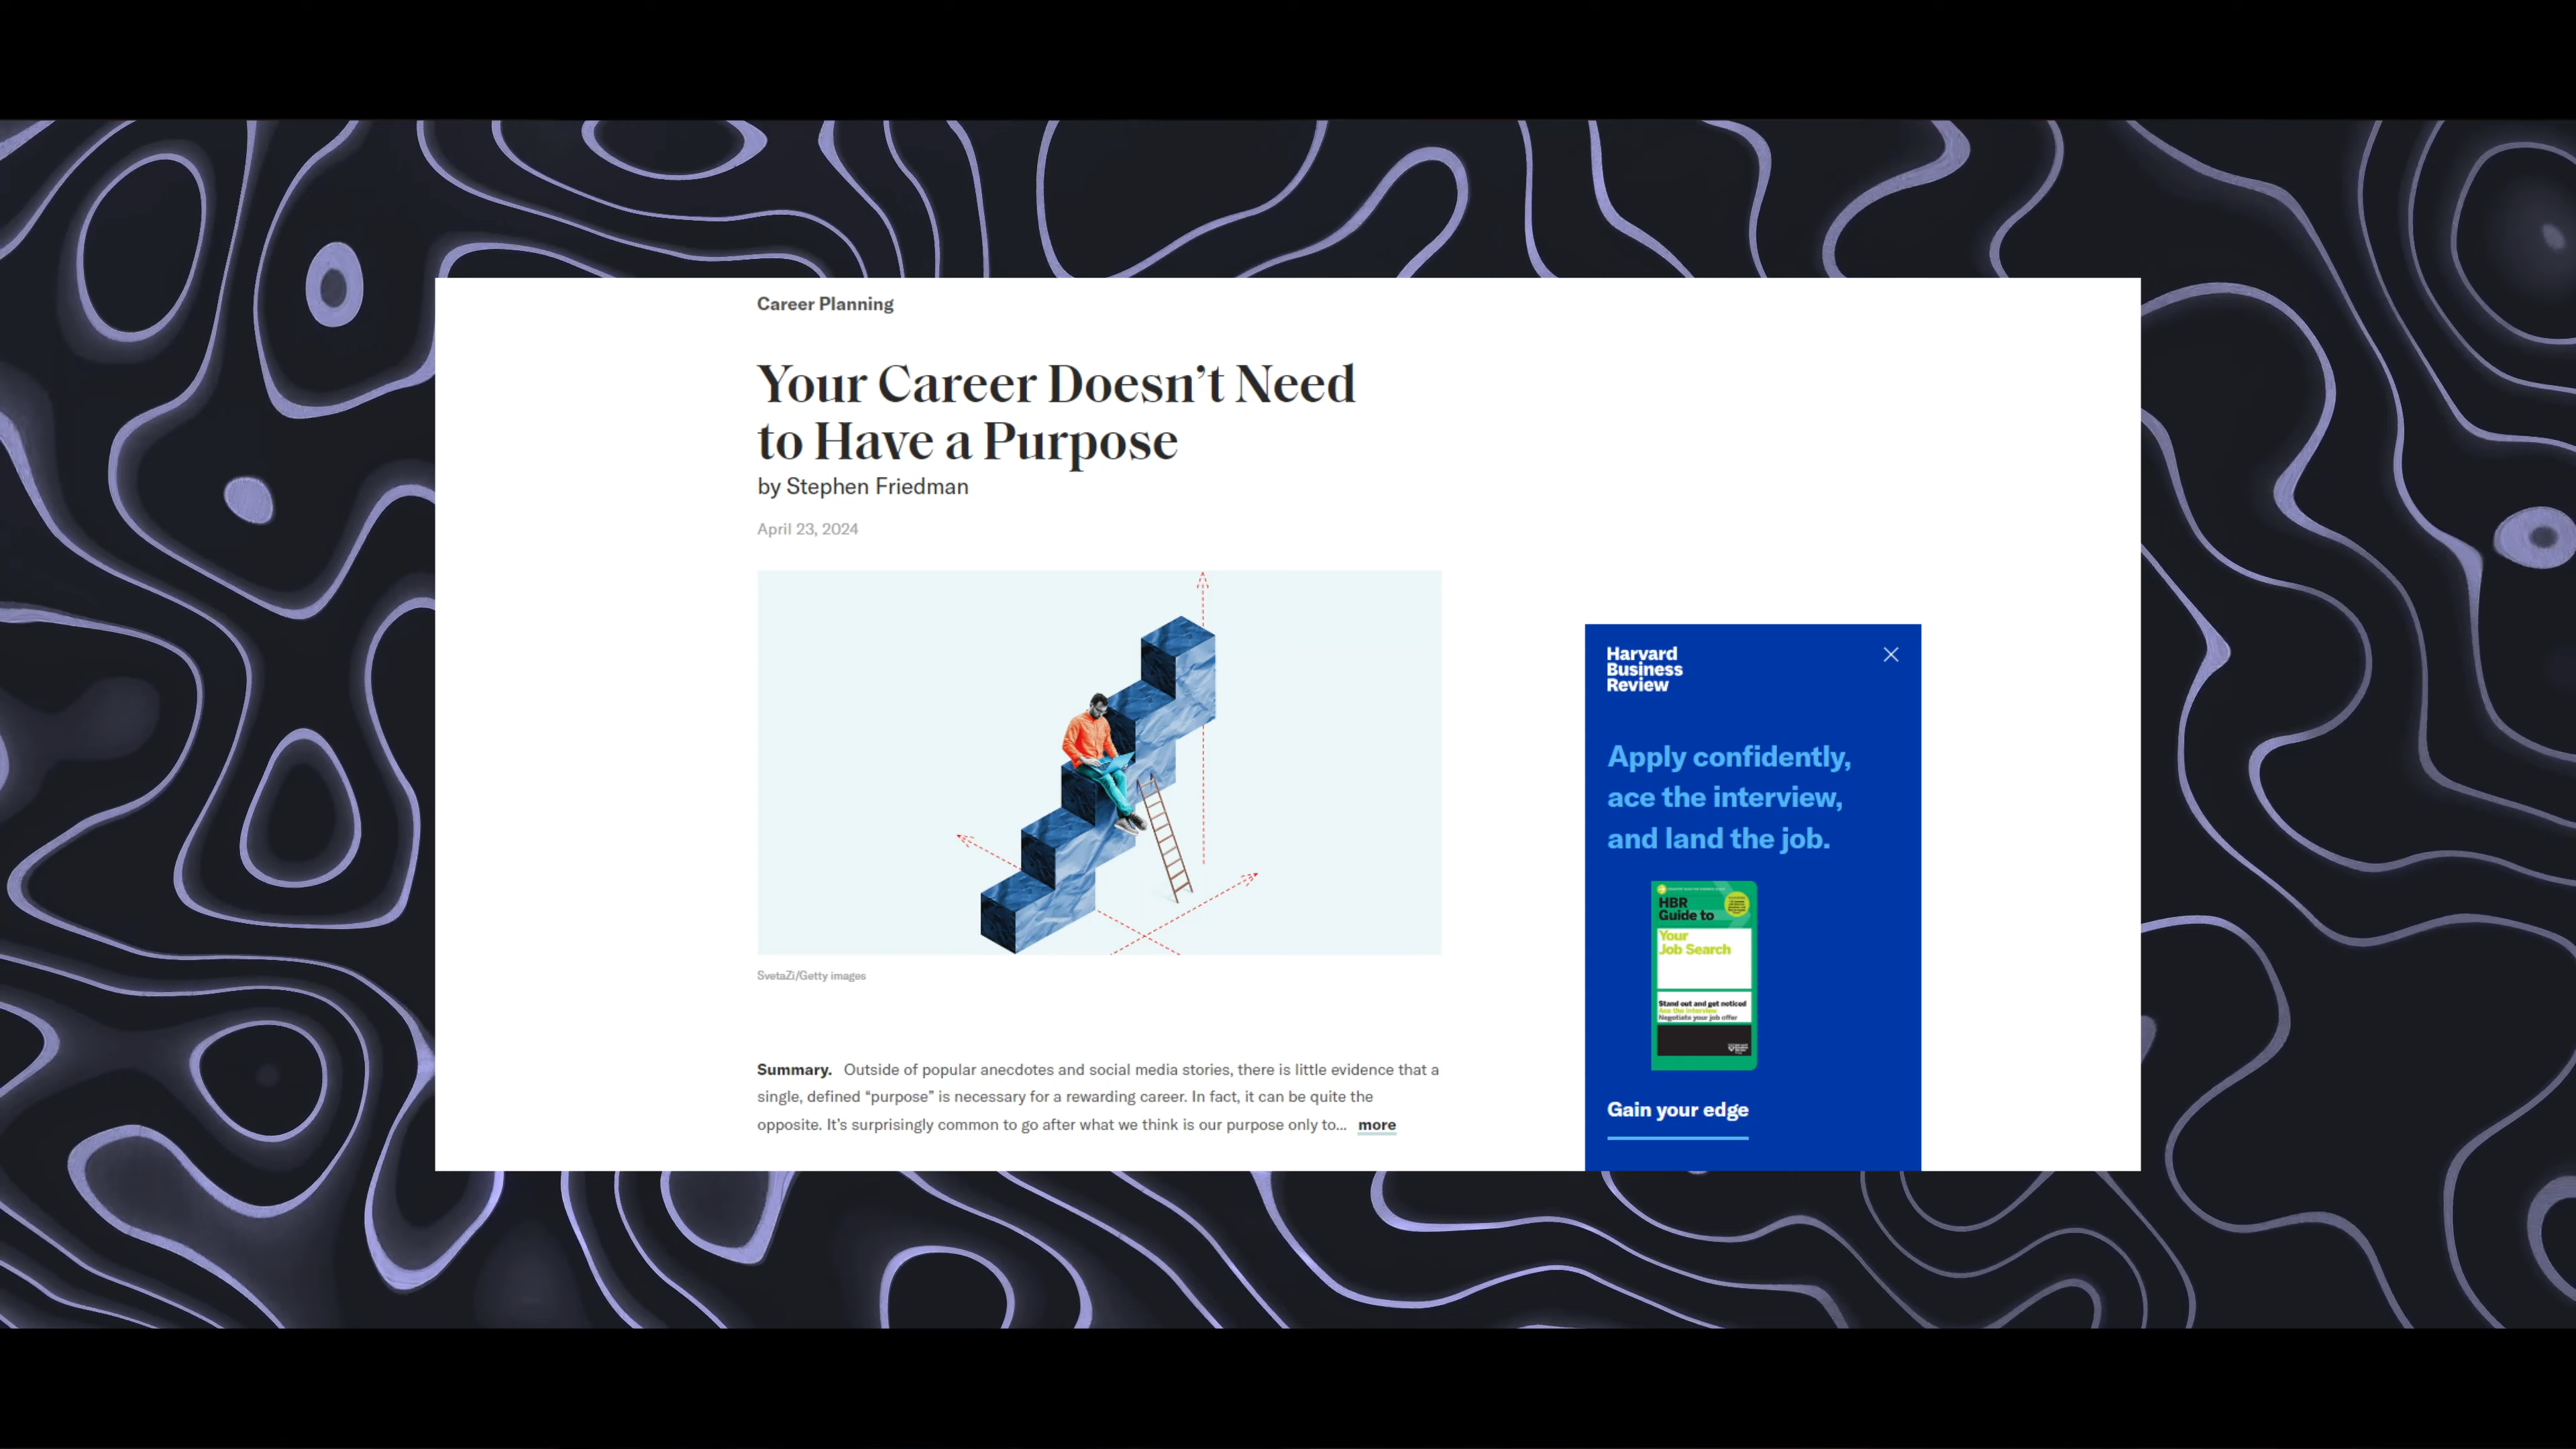 Career Planning
Your Career Doesn’t Need
to Have a Purpose
by Stephen Friedman
April 23, 2024
SvetaZi/Getty images
Summary. Outside of popular anecdotes and social media stories, there is little evidence that a
single, defined “purpose” is necessary for a rewarding career. In fact, it can be quite the
opposite. It’s surprisingly common to go after what we think is our purpose only to... more
Harvard
Business
Review
Apply confidently,
ace the interview,
and land the job.
HBR
Guide to
Your
Job Search
Stand out and get noticed
Ace the interview
Negotiate your job offer
Gain your edge